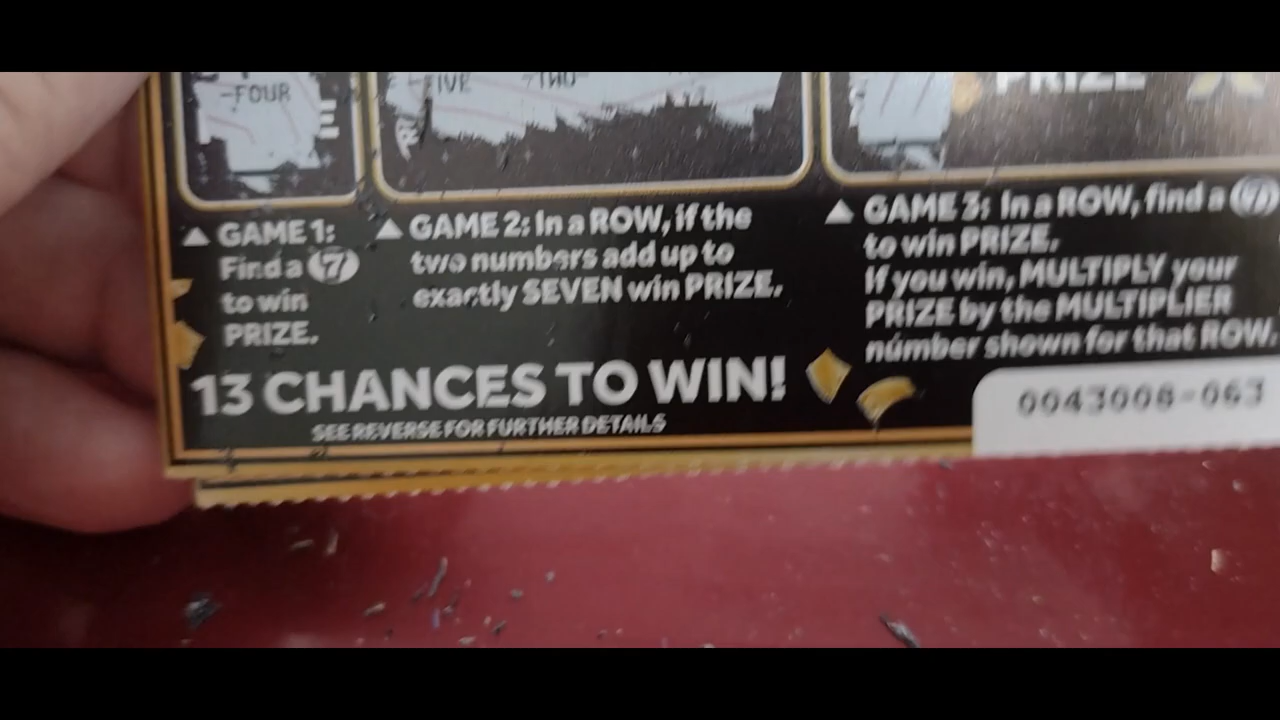 FOUR
FIVE TWO
PRIZE
GAME 1:
Find a 7
to win
PRIZE.
GAME 2: In a ROW, if the
two numbers add up to
exactly SEVEN win PRIZE.
GAME 3: In a ROW, find a 7
to win PRIZE.
If you win, MULTIPLY your
PRIZE by the MULTIPLIER
number shown for that ROW.
13 CHANCES TO WIN!
SEE REVERSE FOR FURTHER DETAILS
0043008-063